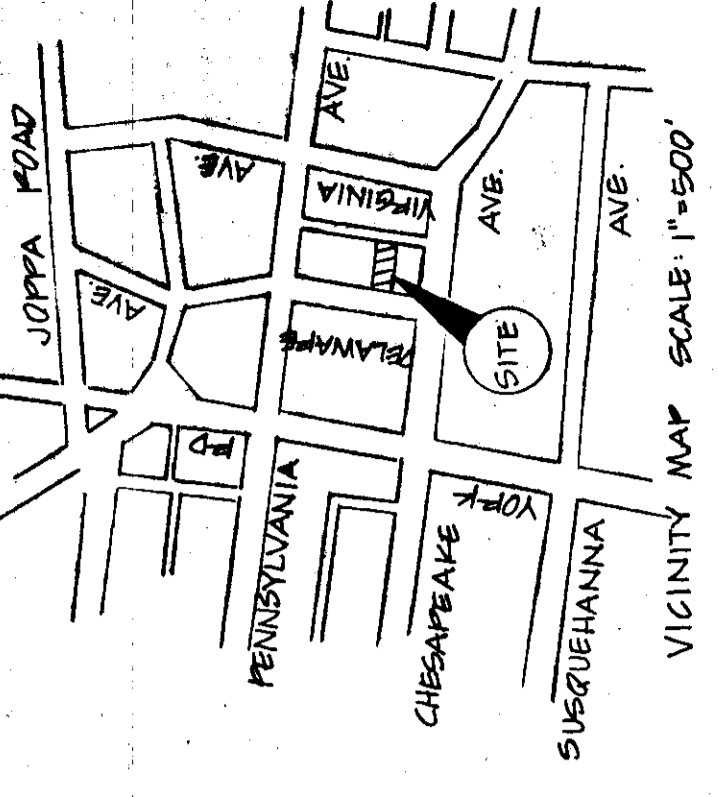 JOPPA ROAD
AVE.
AVE.
RD
YORK
DELAWARE
VIRGINIA
PENNSYLVANIA AVE.
CHESAPEAKE AVE.
SUSQUEHANNA AVE.
SITE
VICINITY MAP SCALE: 1"=500'